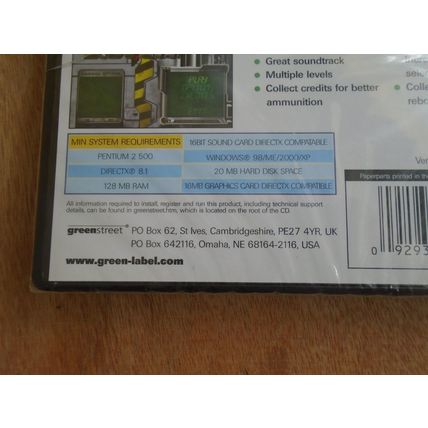 PLAY
Great soundtrack
Multiple levels
Collect credits for better
ammunition
MIN SYSTEM REQUIREMENTS
16BIT SOUND CARD DIRECTX COMPATABLE
PENTIUM 2 500
WINDOWS® 98/ME/2000/XP
DIRECTX® 8.1
20 MB HARD DISK SPACE
128 MB RAM
16MB GRAPHICS CARD DIRECTX COMPATIBLE
All information required to install, register and run this product, including technical support
details, can be found in greenstreet.htm, which is located on the root of the CD.
greenstreet® PO Box 62, St Ives, Cambridgeshire, PE27 4YR, UK
PO Box 642116, Omaha, NE 68164-2116, USA
www.green-label.com
Paperparts printed in the
0 9293